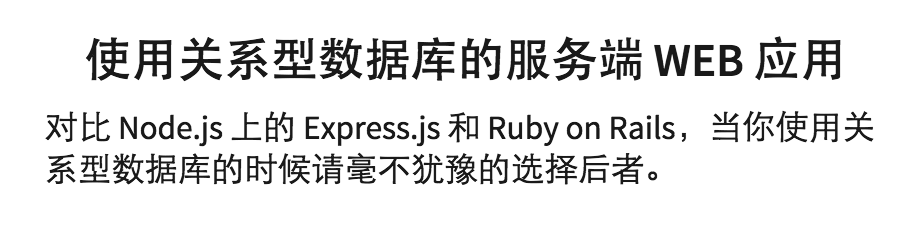 使用关系型数据库的服务端 WEB 应用
对比 Node.js 上的 Express.js 和 Ruby on Rails，当你使用关
系型数据库的时候请毫不犹豫的选择后者。